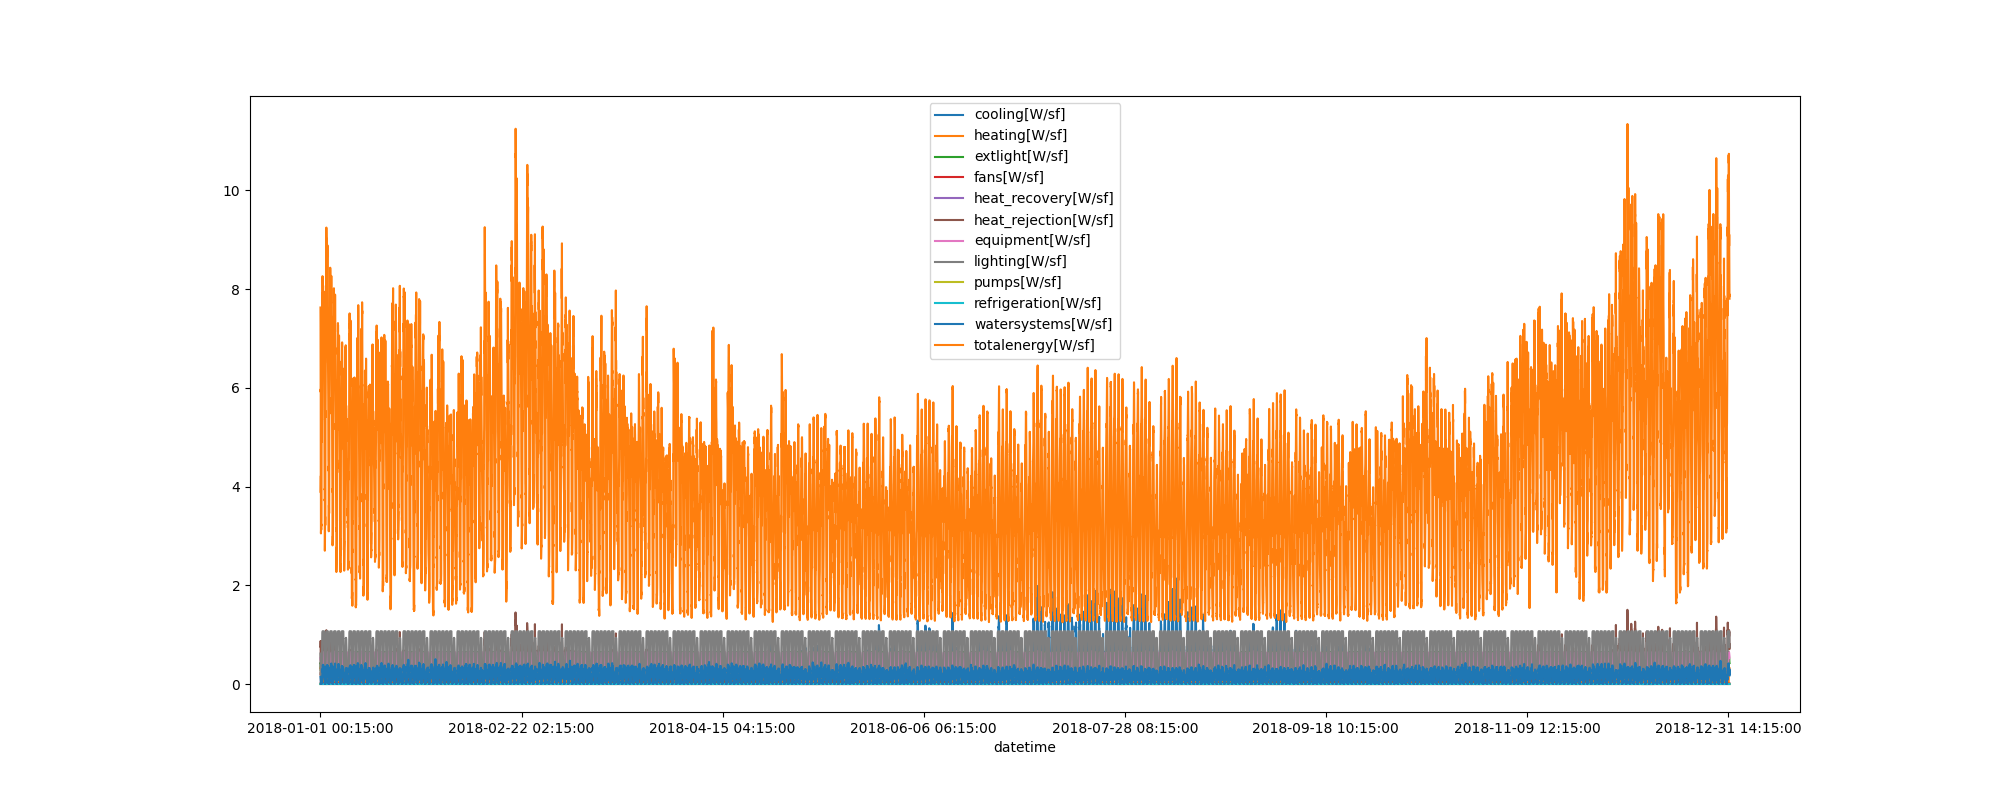 cooling[W/sf]
heating[W/sf]
extlight[W/sf]
fans[W/sf]
heat_recovery[W/sf]
heat_rejection[W/sf]
equipment[W/sf]
lighting[W/sf]
pumps[W/sf]
refrigeration[W/sf]
watersystems[W/sf]
totalenergy[W/sf]
10
8
6
4
2
0
2018-01-01 00:15:00 2018-02-22 02:15:00 2018-04-15 04:15:00 2018-06-06 06:15:00 2018-07-28 08:15:00 2018-09-18 10:15:00 2018-11-09 12:15:00 2018-12-31 14:15:00
datetime